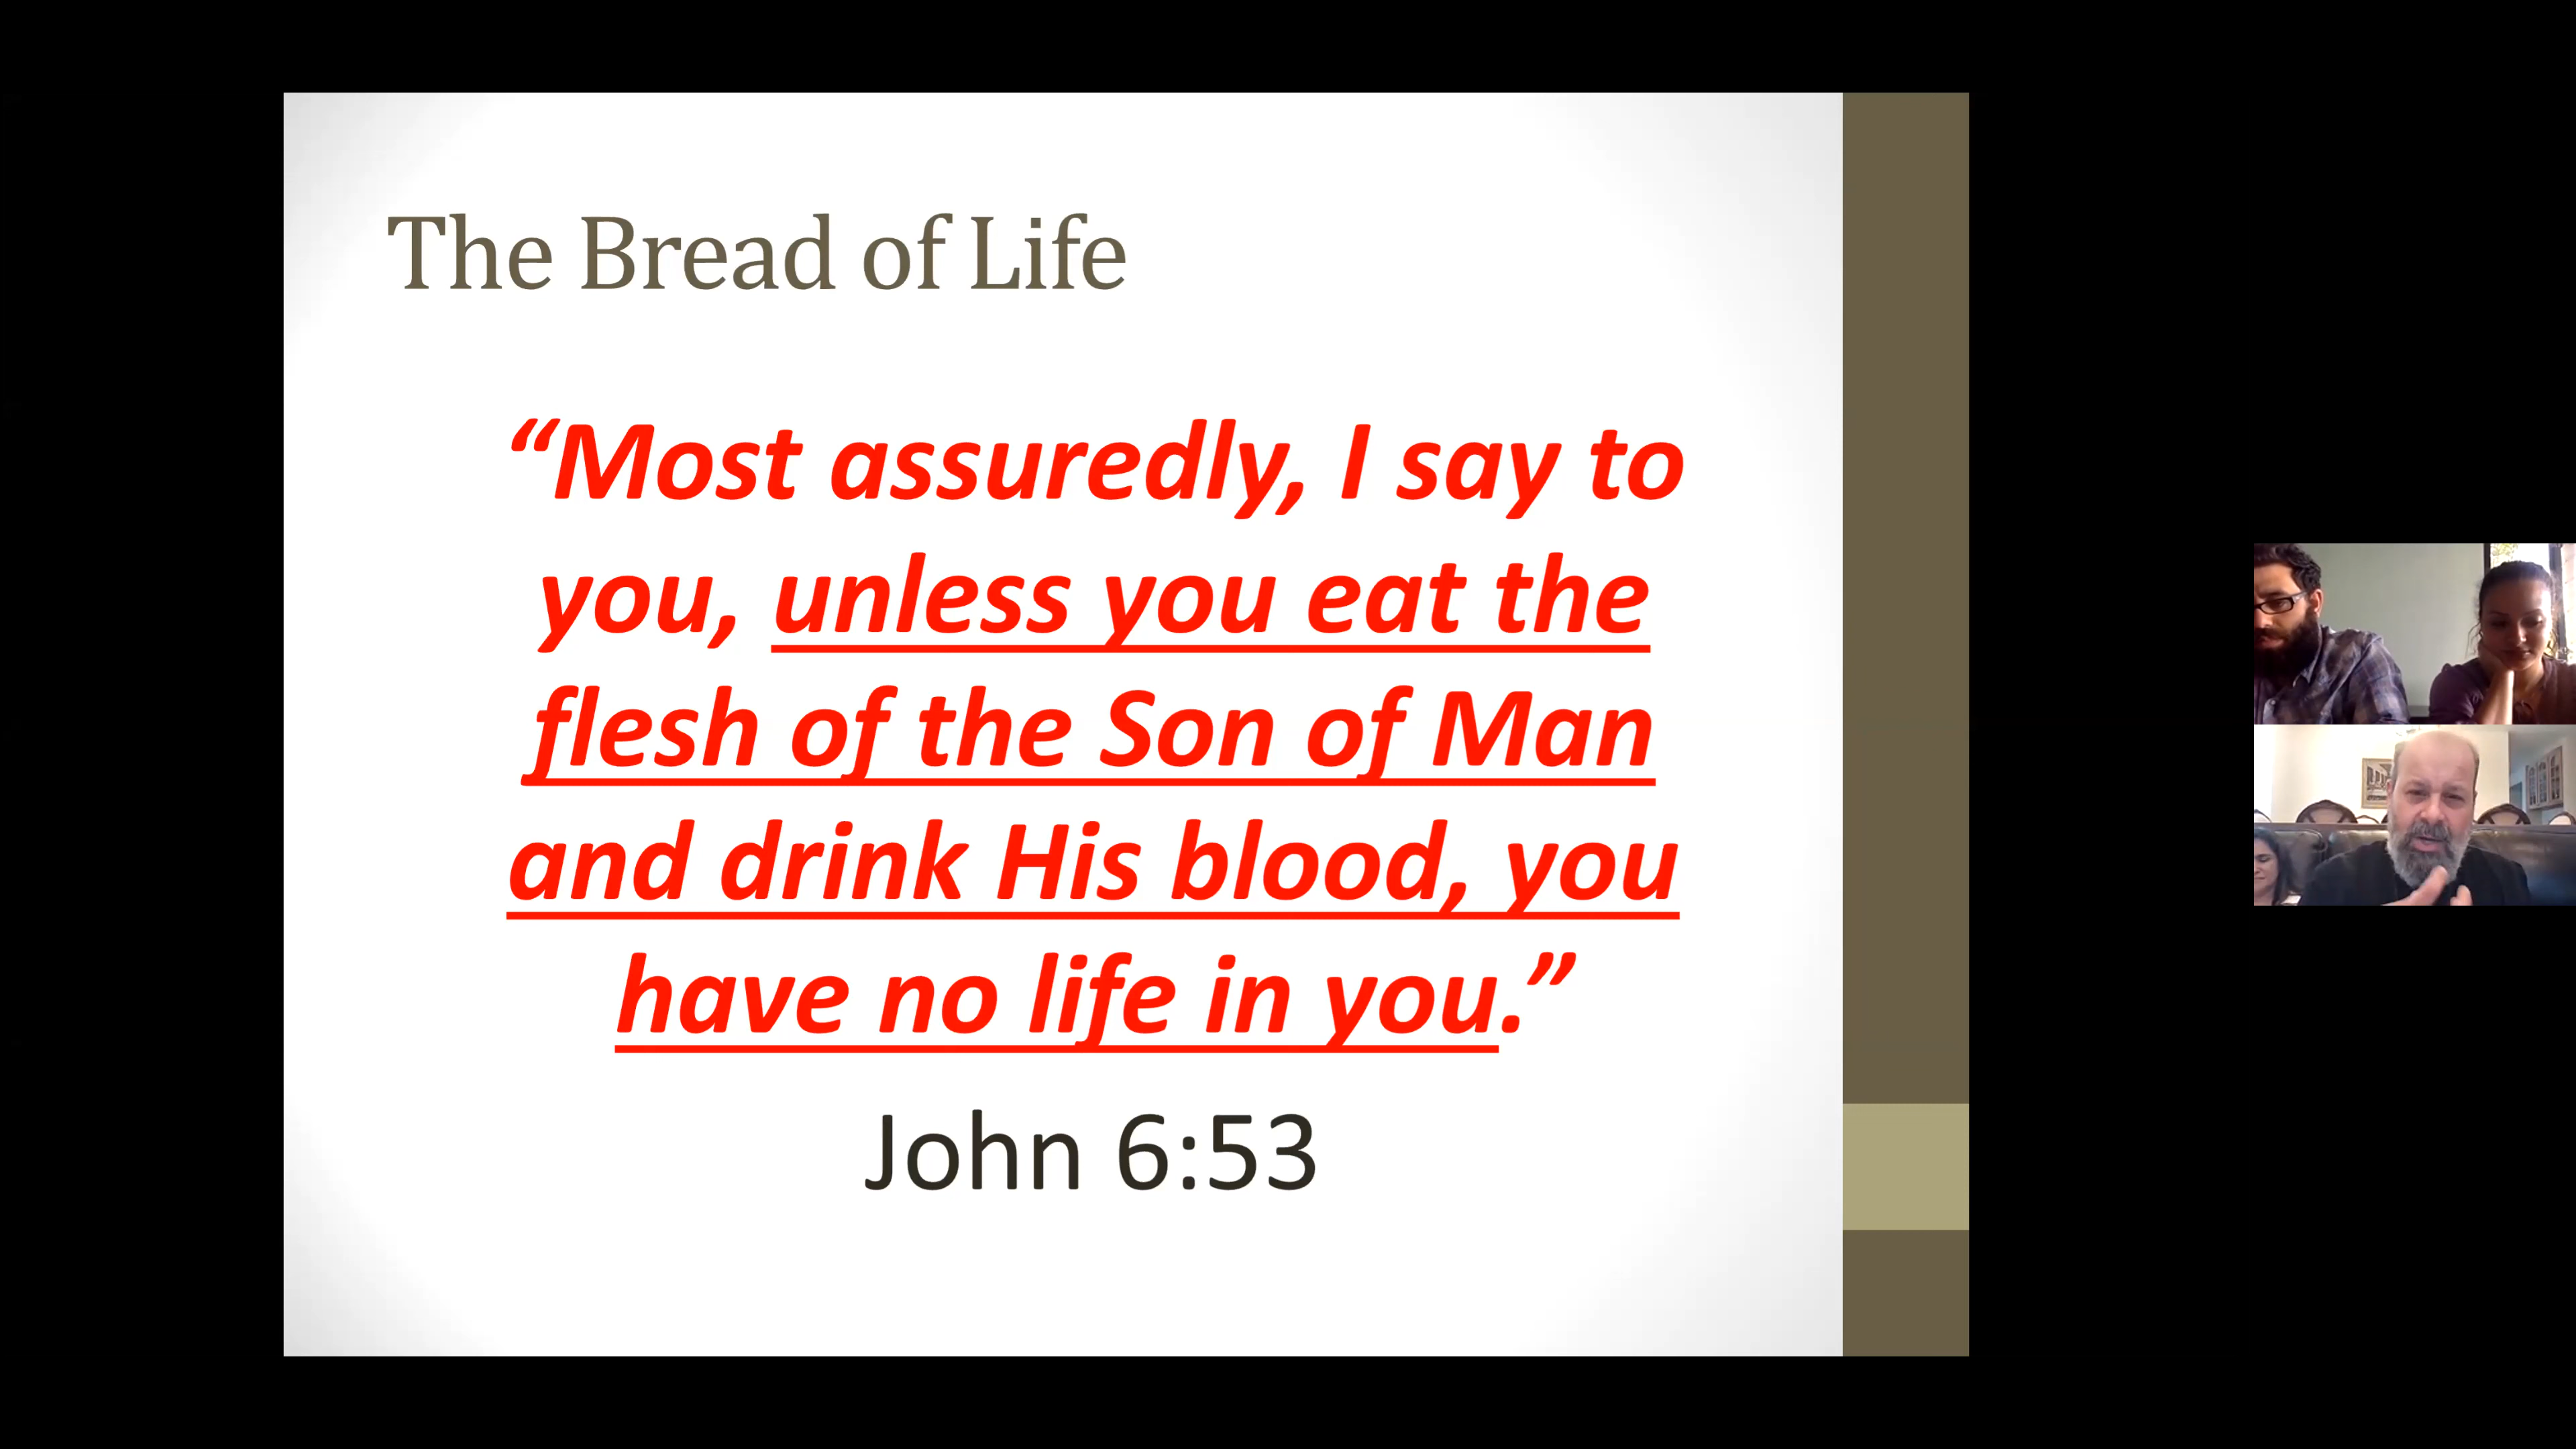 The Bread of Life
“Most assuredly, I say to
you, unless you eat the
flesh of the Son of Man
and drink His blood, you
have no life in you.”
John 6:53